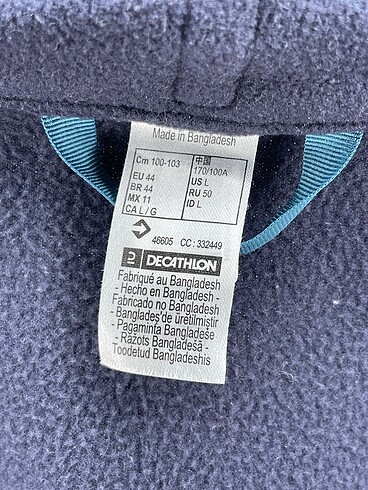 Made in Bangladesh
Cm 100-103
EU 44
BR 44
MX 11
CA L / G
中国
170/100A
US L
RU 50
ID L
46605 CC : 332449
DECATHLON
Fabriqué au Bangladesh
- Hecho en Bangladesh -
Fabricado no Bangladesh
- Bangladeş'de üretilmiştir
- Pagaminta Bangladeše
- Ražots Bangladešā -
Toodetud Bangladeshis